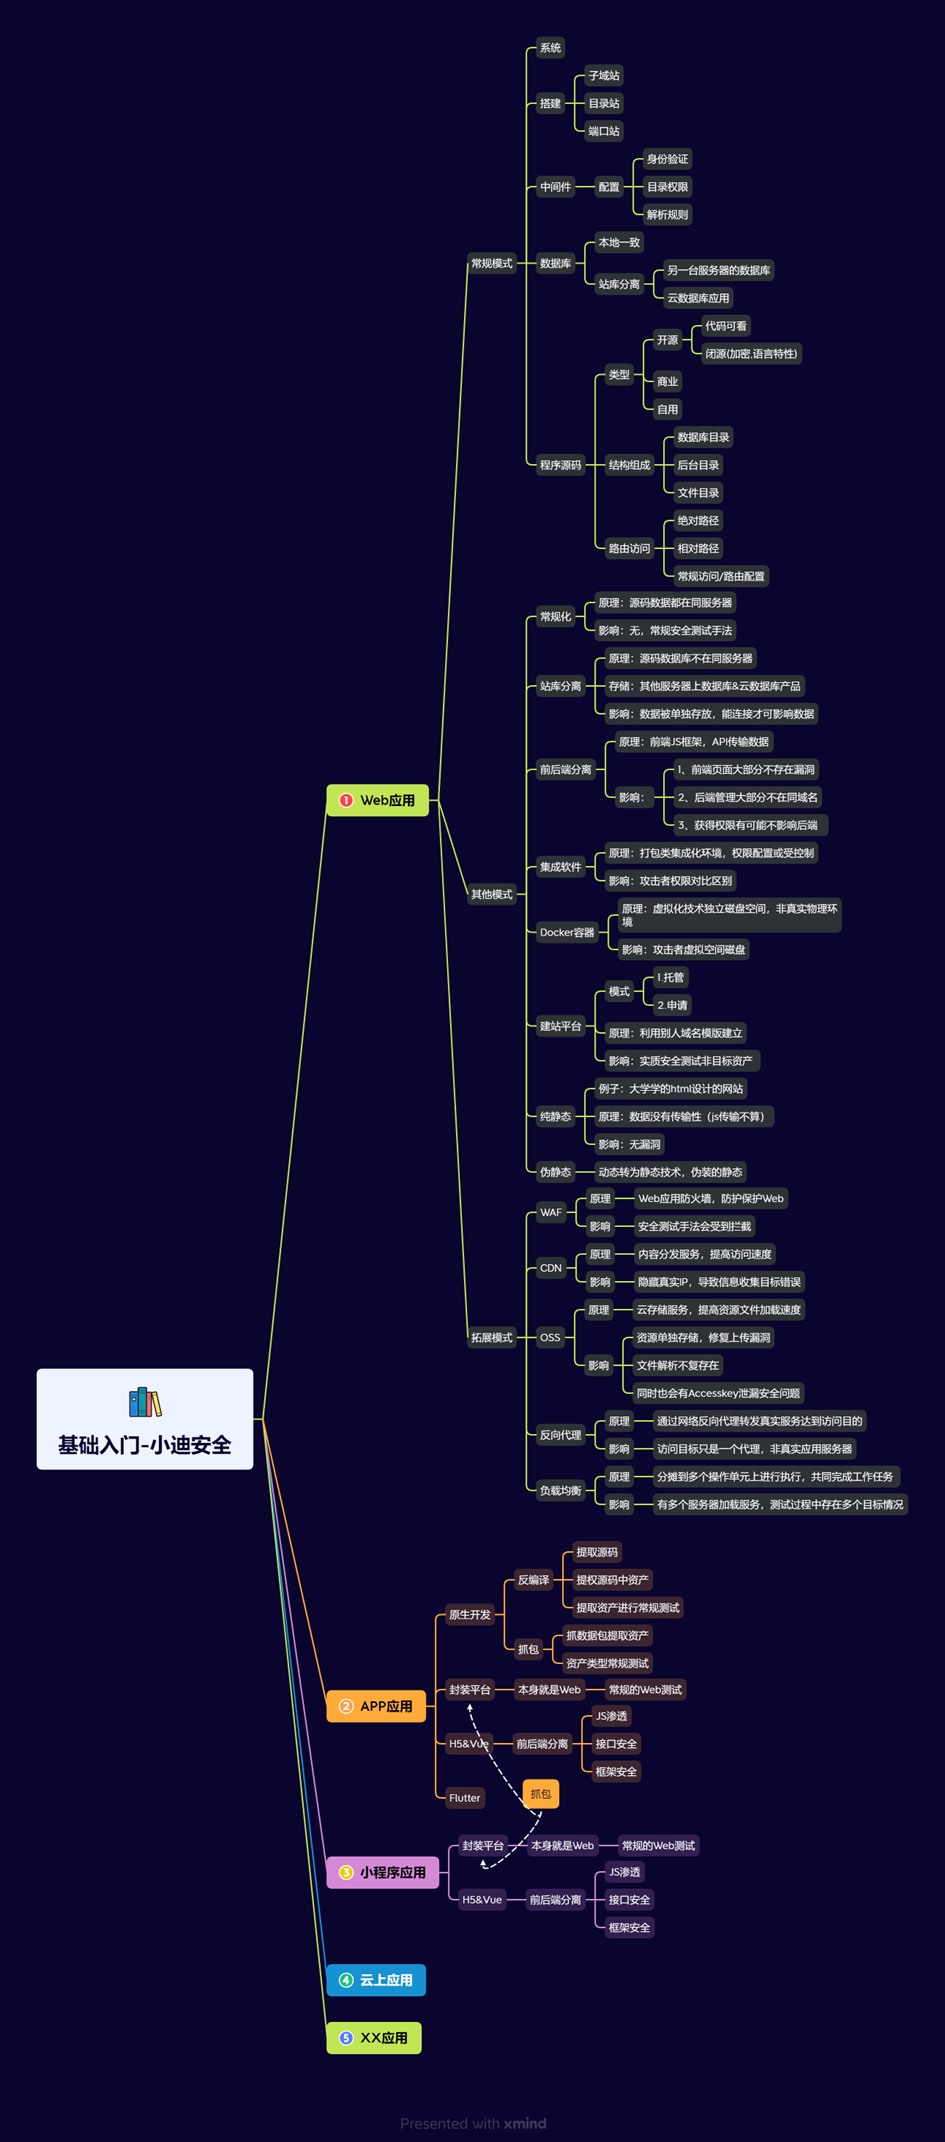 系统
搭建
子域站
目录站
端口站
中间件
配置
身份验证
目录权限
解析规则
常规模式
数据库
本地一致
站库分离
另一台服务器的数据库
云数据库应用
程序源码
类型
开源
代码可看
闭源(加密,语言特性)
商业
自用
结构组成
数据库目录
后台目录
文件目录
路由访问
绝对路径
相对路径
常规访问/路由配置
① Web应用
其他模式
常规化
原理：源码数据都在同服务器
影响：无，常规安全测试手法
站库分离
原理：源码数据库不在同服务器
存储：其他服务器上数据库&云数据库产品
影响：数据被单独存放，能连接才可影响数据
前后端分离
原理：前端JS框架，API传输数据
影响：
1、前端页面大部分不存在漏洞
2、后端管理大部分不在同域名
3、获得权限有可能不影响后端
集成软件
原理：打包类集成化环境，权限配置或受控制
影响：攻击者权限对比区别
Docker容器
原理：虚拟化技术独立磁盘空间，非真实物理环
境
影响：攻击者虚拟空间磁盘
建站平台
模式
1.托管
2.申请
原理：利用别人域名模版建立
影响：实质安全测试非目标资产
纯静态
例子：大学学的html设计的网站
原理：数据没有传输性（js传输不算）
影响：无漏洞
伪静态
动态转为静态技术，伪装的静态
拓展模式
WAF
原理
Web应用防火墙，防护保护Web
影响
安全测试手法会受到拦截
CDN
原理
内容分发服务，提高访问速度
影响
隐藏真实IP，导致信息收集目标错误
OSS
原理
云存储服务，提高资源文件加载速度
影响
资源单独存储，修复上传漏洞
文件解析不复存在
同时也会有Accesskey泄漏安全问题
反向代理
原理
通过网络反向代理转发真实服务达到访问目的
影响
访问目标只是一个代理，非真实应用服务器
负载均衡
原理
分摊到多个操作单元上进行执行，共同完成工作任务
影响
有多个服务器加载服务，测试过程中存在多个目标情况
基础入门-小迪安全
② APP应用
原生开发
反编译
提取源码
提权源码中资产
提取资产进行常规测试
抓包
抓数据包提取资产
资产类型常规测试
封装平台
本身就是Web
常规的Web测试
H5&Vue
前后端分离
JS渗透
接口安全
框架安全
Flutter
抓包
③ 小程序应用
封装平台
本身就是Web
常规的Web测试
H5&Vue
前后端分离
JS渗透
接口安全
框架安全
④ 云上应用
⑤ XX应用
Presented with xmind